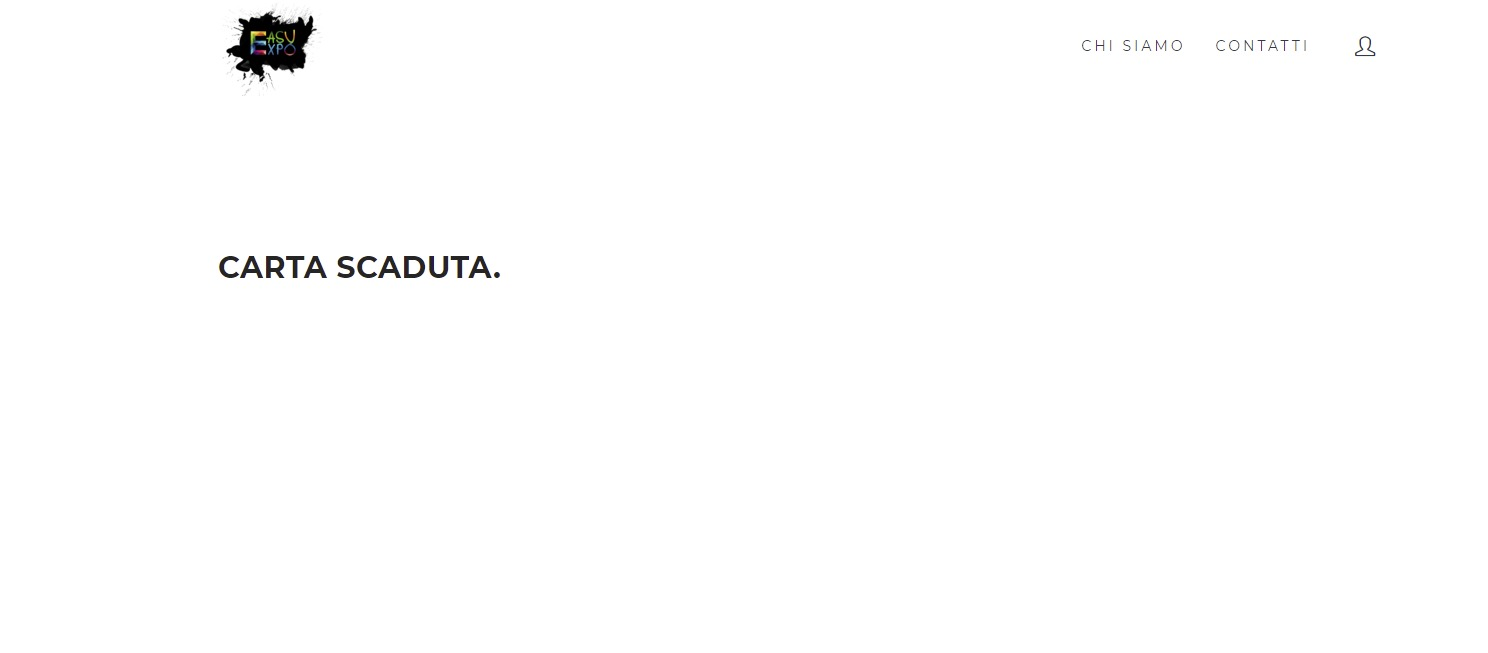 EASY
EXPO
CHI SIAMO
CONTATTI
CARTA SCADUTA.